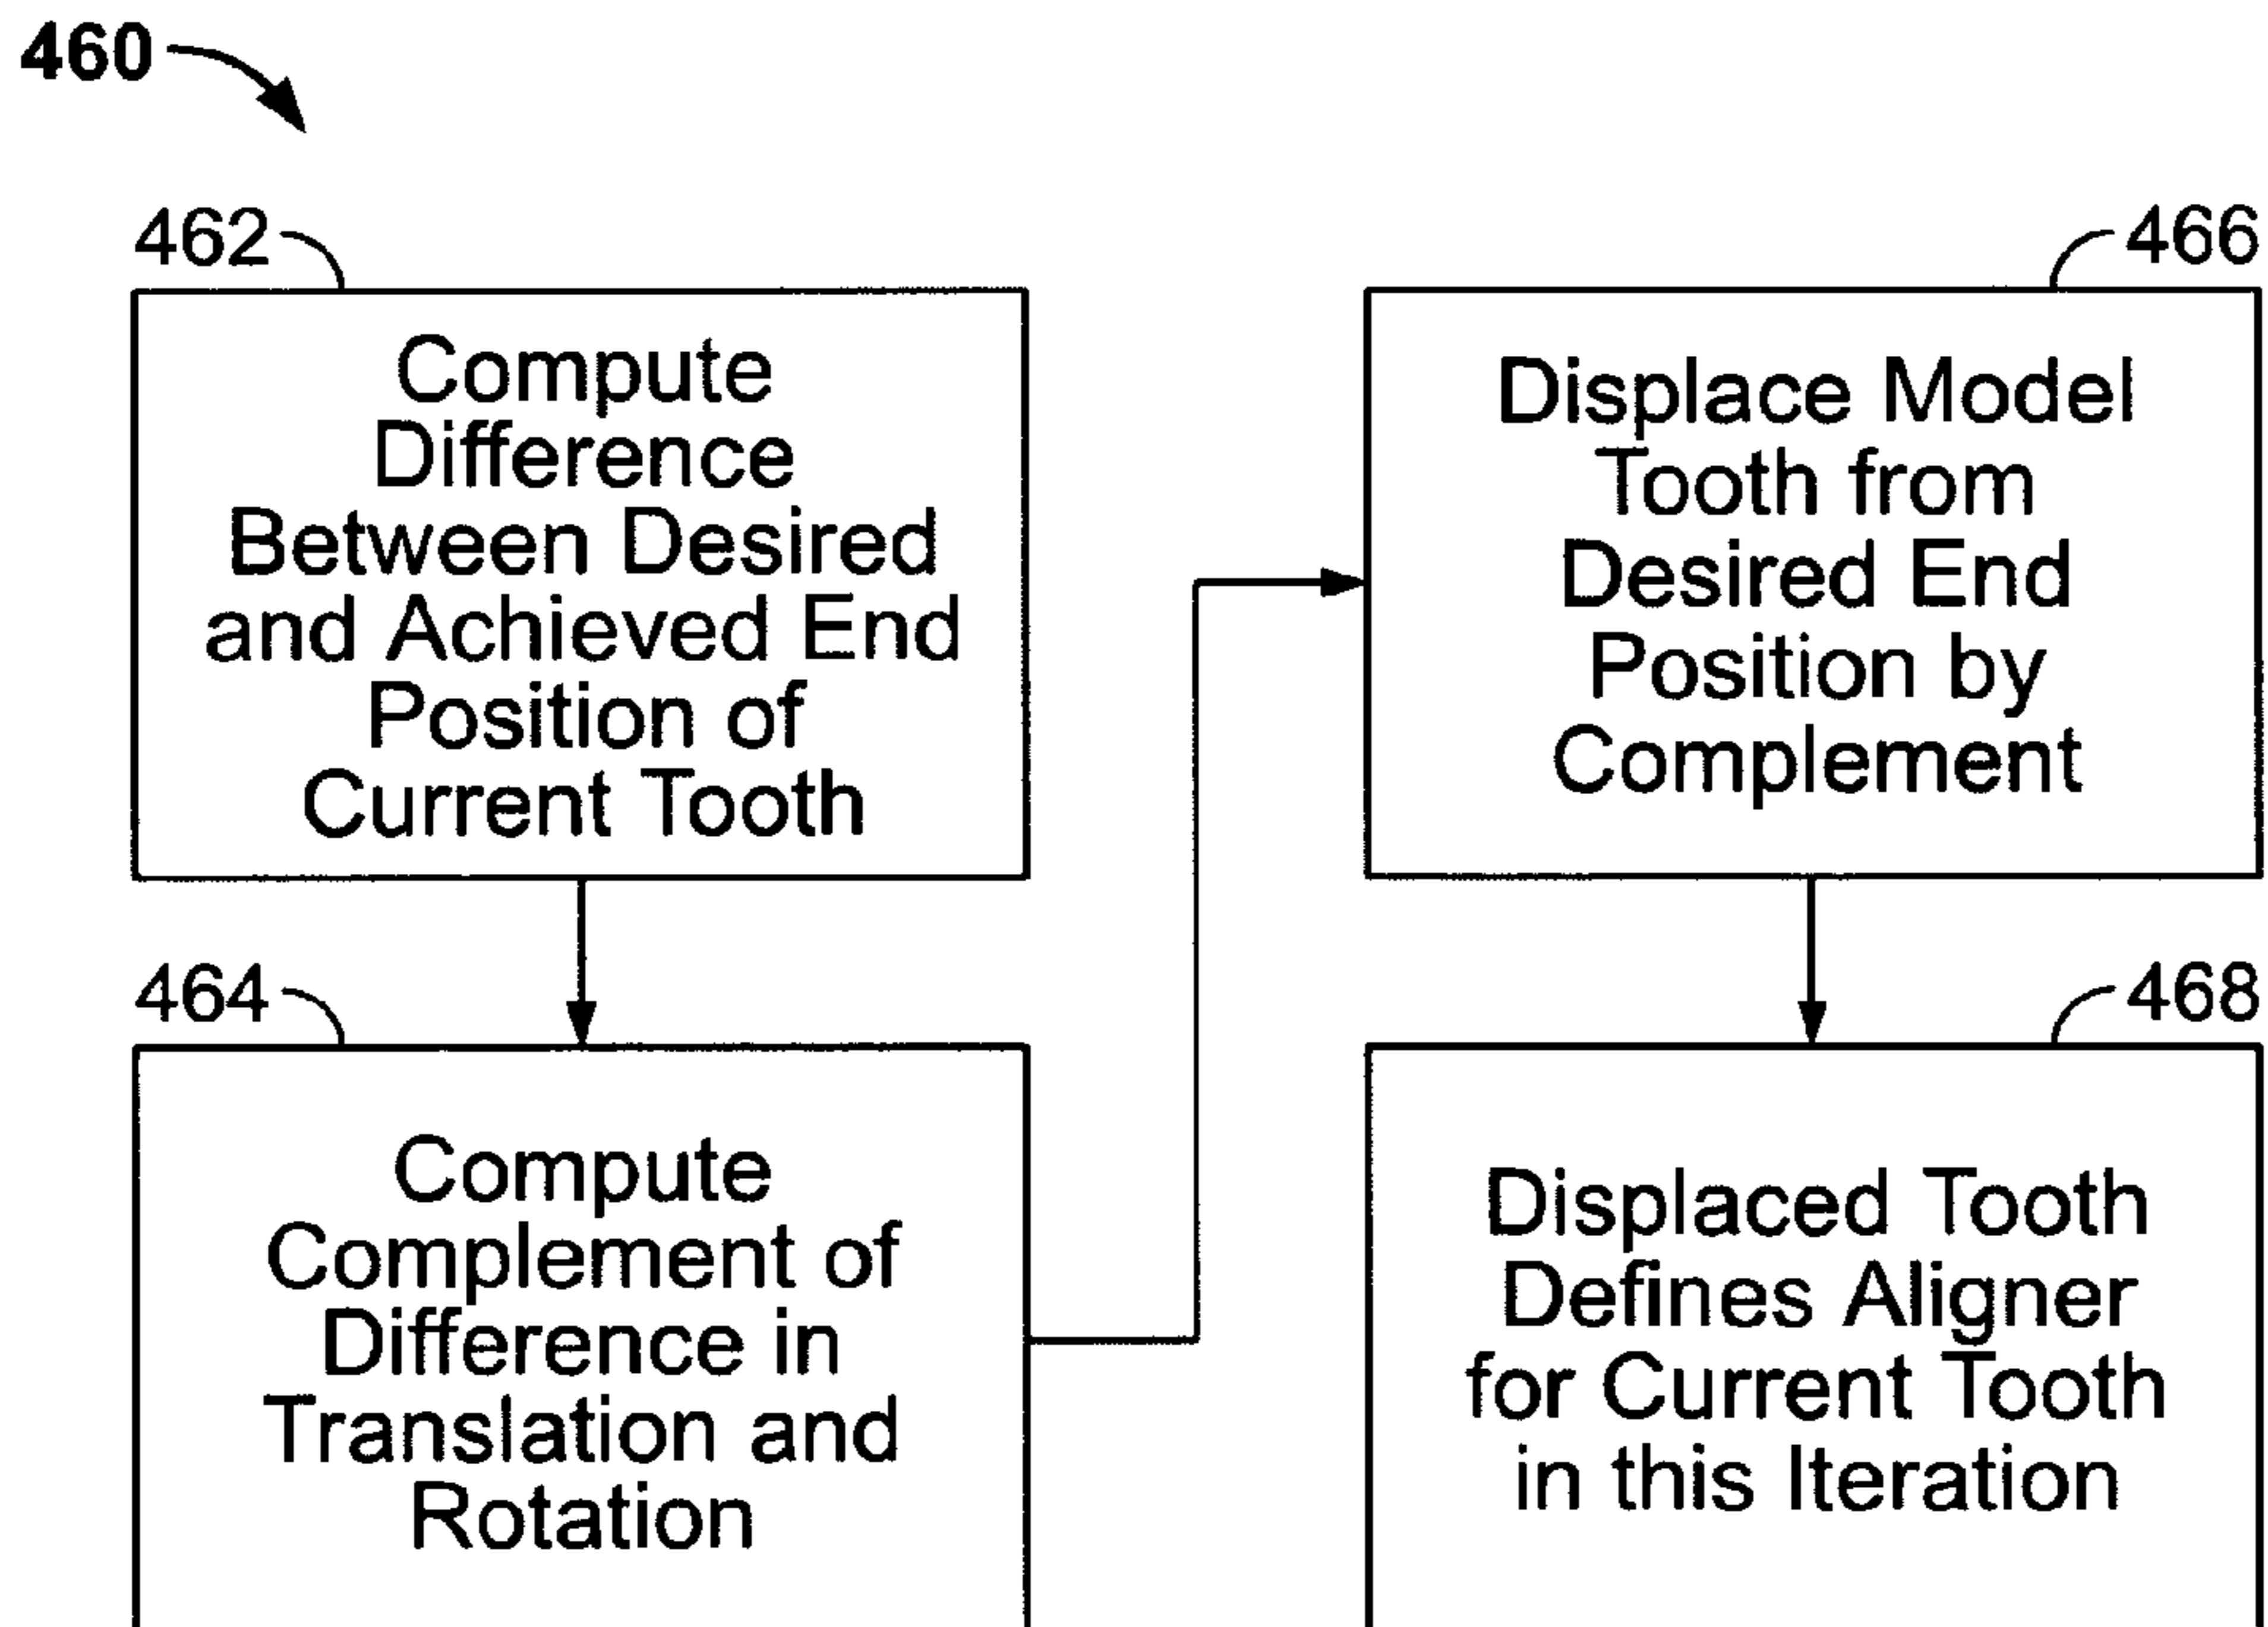 460
462
Compute
Difference
Between Desired
and Achieved End
Position of
Current Tooth
464
Compute
Complement of
Difference in
Translation and
Rotation
466
Displace Model
Tooth from
Desired End
Position by
Complement
468
Displaced Tooth
Defines Aligner
for Current Tooth
in this Iteration